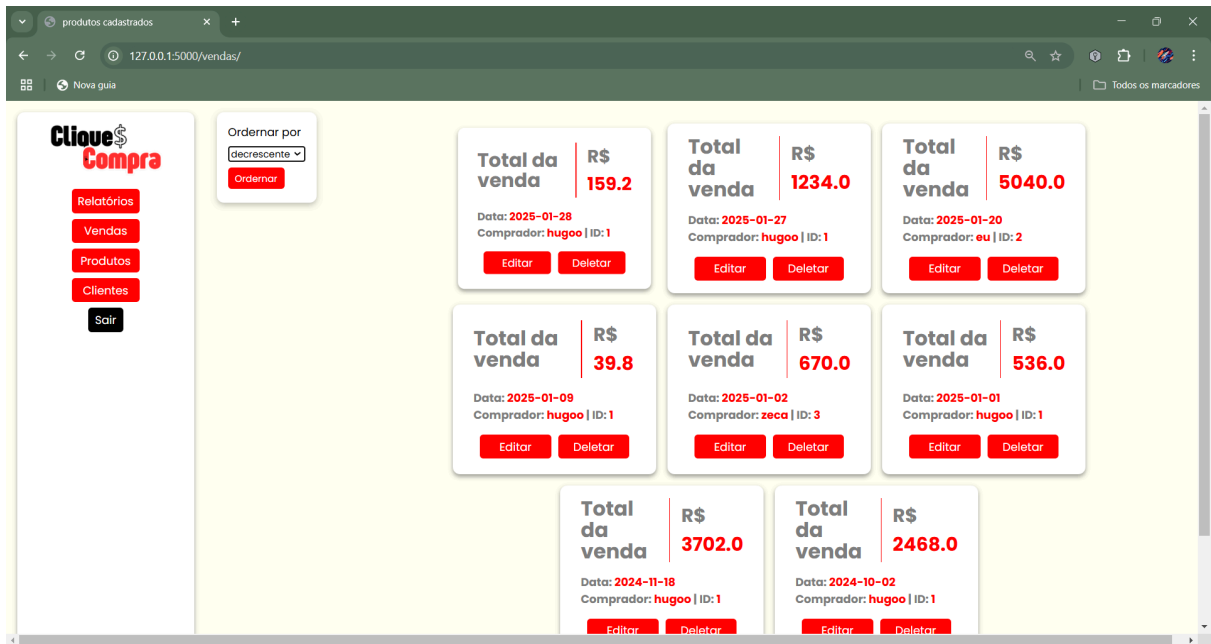 produtos cadastrados
127.0.0.1:5000/vendas/
Nova guia
Todos os marcadores
Clique$
Compra
Relatórios
Vendas
Produtos
Clientes
Sair
Ordernar por
decrescente
Ordernar
Total da
venda
R$
159.2
Data: 2025-01-28
Comprador: hugoo | ID: 1
Editar Deletar
Total
da
venda
R$
1234.0
Data: 2025-01-27
Comprador: hugoo | ID: 1
Editar Deletar
Total
da
venda
R$
5040.0
Data: 2025-01-20
Comprador: eu | ID: 2
Editar Deletar
Total da
venda
R$
39.8
Data: 2025-01-09
Comprador: hugoo | ID: 1
Editar Deletar
Total da
venda
R$
670.0
Data: 2025-01-02
Comprador: zeca | ID: 3
Editar Deletar
Total da
venda
R$
536.0
Data: 2025-01-01
Comprador: hugoo | ID: 1
Editar Deletar
Total
da
venda
R$
3702.0
Data: 2024-11-18
Comprador: hugoo | ID: 1
Editar Deletar
Total
da
venda
R$
2468.0
Data: 2024-10-02
Comprador: hugoo | ID: 1
Editar Deletar